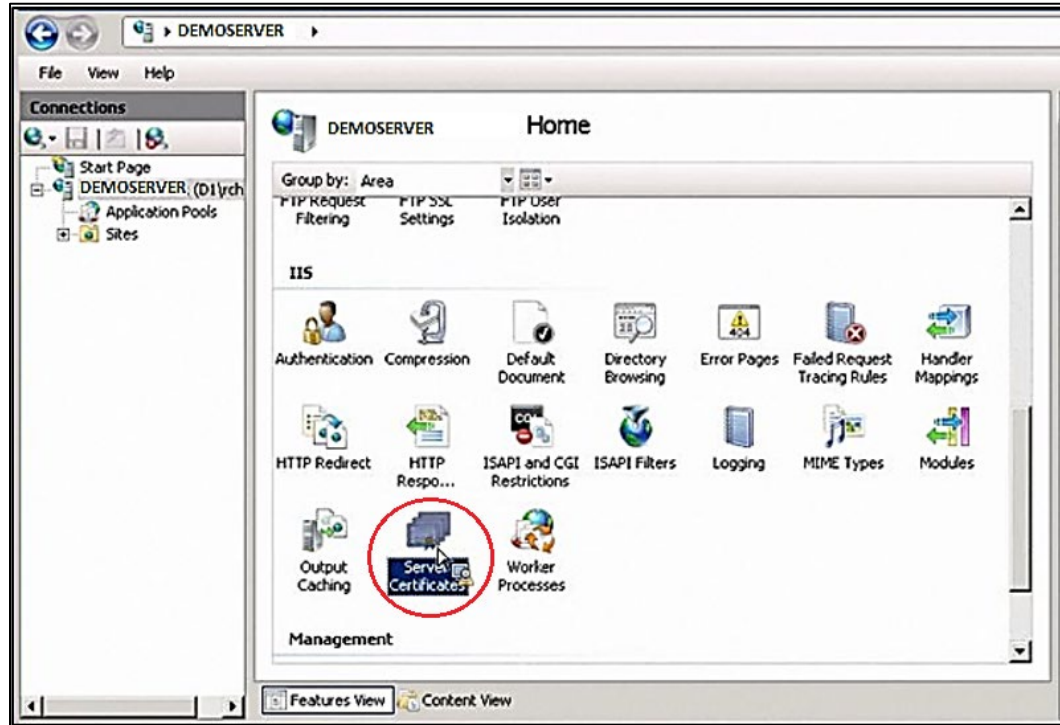 DEMOSERVER
File View Help
Connections
Start Page
DEMOSERVER (D1\rch
Application Pools
Sites
DEMOSERVER Home
Group by: Area
FTP Request FTP SSL FTP User
Filtering Settings Isolation
IIS
Authentication Compression Default Directory Error Pages Failed Request Handler
Document Browsing Tracing Rules Mappings
404
HTTP Redirect HTTP ISAPI and CGI ISAPI Filters Logging MIME Types Modules
Respo... Restrictions
Output Server Worker
Caching Certificates Processes
Management
Features View Content View